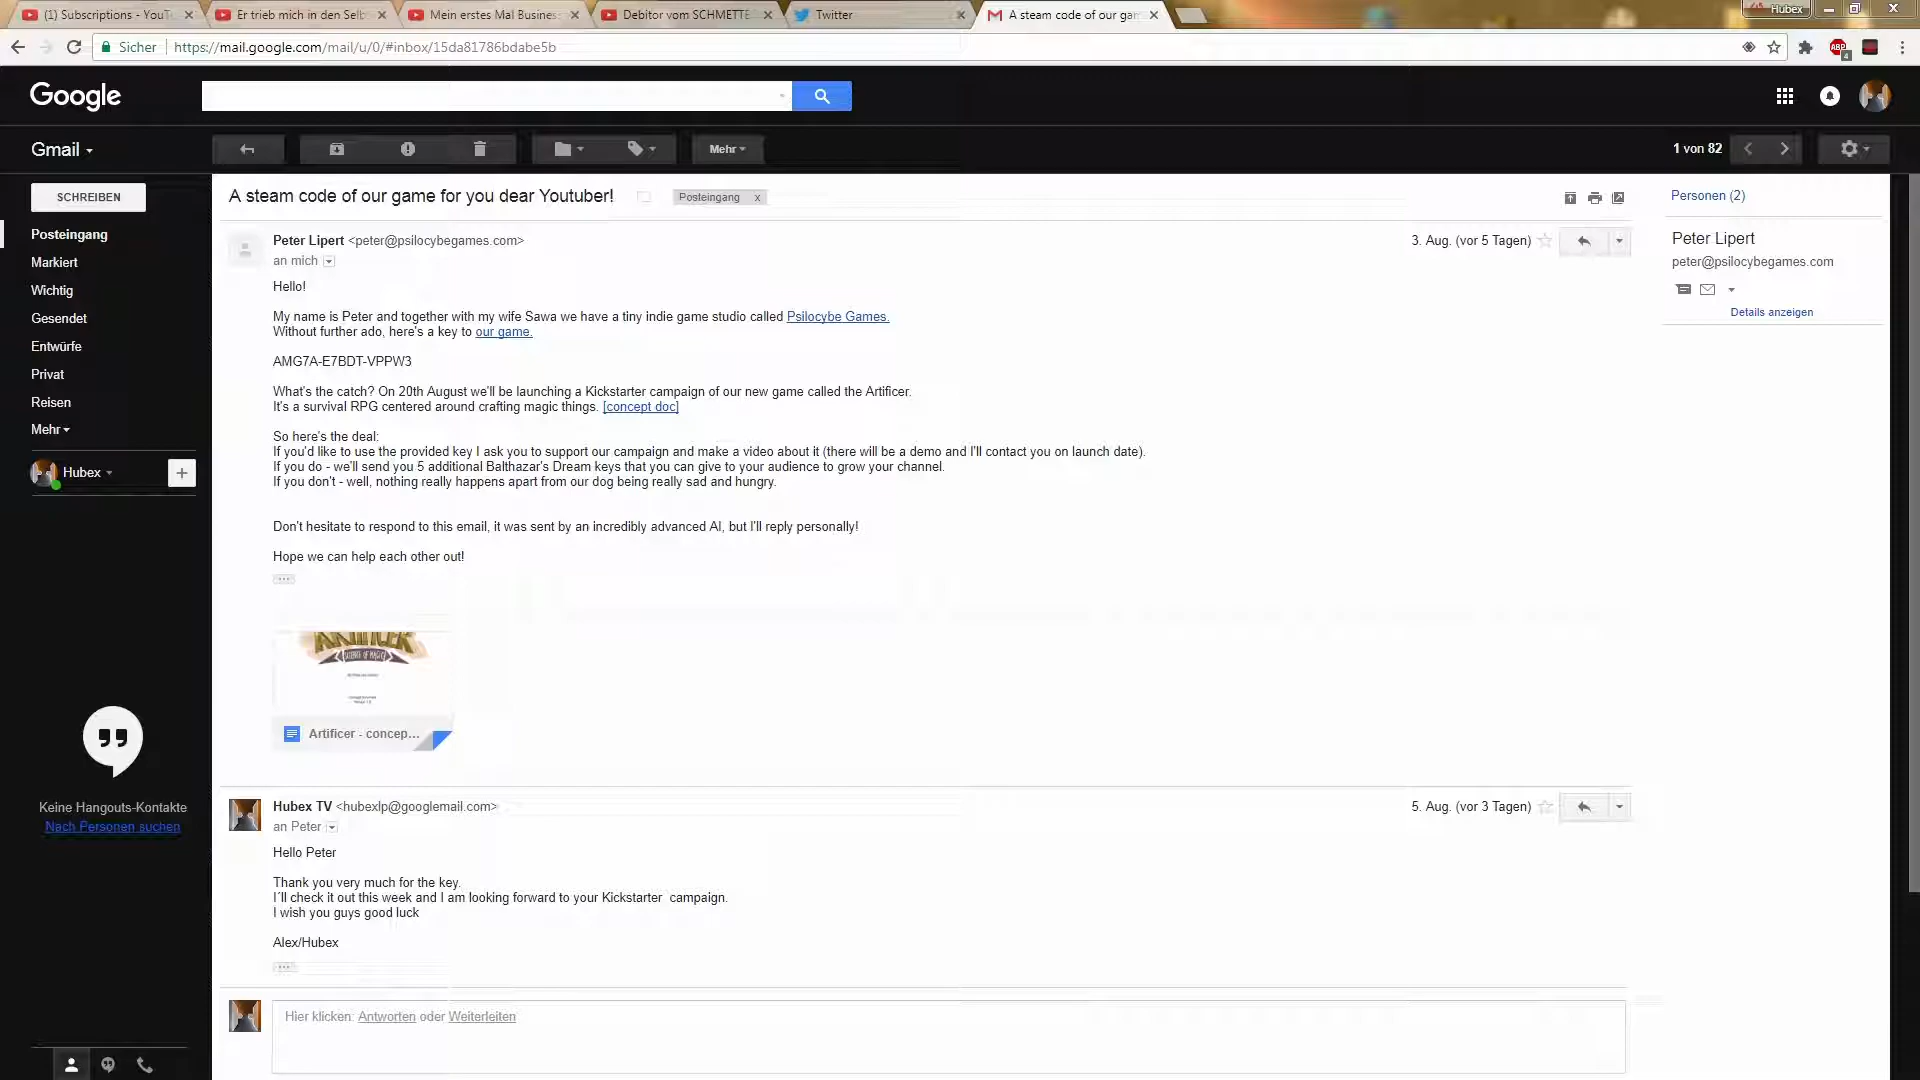 (1) Subscriptions - YouT
Er trieb mich in den Selb
Mein erstes Mal Busines
Debitor vom SCHMETTE
Twitter
A steam code of our gam
Hubex
Sicher
https://mail.google.com/mail/u/0/#inbox/15da81786bdabe5b
ABP
4
Google
Gmail
Mehr
1 von 82
SCHREIBEN
A steam code of our game for you dear Youtuber!
Posteingang x
Personen (2)
Posteingang
Markiert
Wichtig
Gesendet
Entwürfe
Privat
Reisen
Mehr
Hubex
Peter Lipert <peter@psilocybegames.com>
3. Aug. (vor 5 Tagen)
an mich
Peter Lipert
peter@psilocybegames.com
Details anzeigen
Hello!
My name is Peter and together with my wife Sawa we have a tiny indie game studio called Psilocybe Games.
Without further ado, here's a key to our game.
AMG7A-E7BDT-VPPW3
What's the catch? On 20th August we'll be launching a Kickstarter campaign of our new game called the Artificer.
It's a survival RPG centered around crafting magic things. [concept doc]
So here's the deal:
If you'd like to use the provided key I ask you to support our campaign and make a video about it (there will be a demo and I'll contact you on launch date).
If you do - we'll send you 5 additional Balthazar's Dream keys that you can give to your audience to grow your channel.
If you don't - well, nothing really happens apart from our dog being really sad and hungry.
Don't hesitate to respond to this email, it was sent by an incredibly advanced AI, but I'll reply personally!
Hope we can help each other out!
ARTIFICER
SCIENCE OF MAGIC
Artificer - concep...
Keine Hangouts-Kontakte
Nach Personen suchen
Hubex TV <hubexlp@googlemail.com>
5. Aug. (vor 3 Tagen)
an Peter
Hello Peter
Thank you very much for the key.
I´ll check it out this week and I am looking forward to your Kickstarter  campaign.
I wish you guys good luck
Alex/Hubex
Hier klicken: Antworten oder Weiterleiten